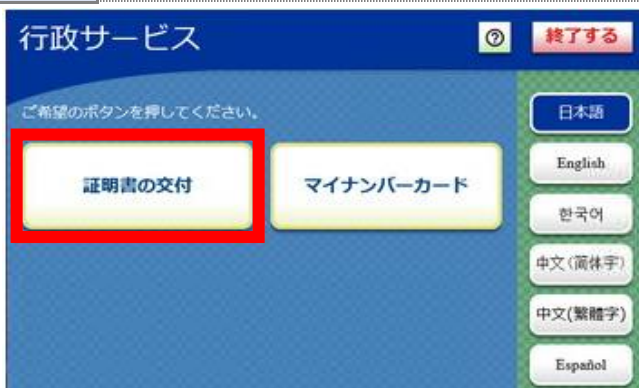 行政サービス
?
終了する
ご希望のボタンを押してください。
証明書の交付
マイナンバーカード
日本語
English
한국어
中文(简体字)
中文(繁體字)
Español